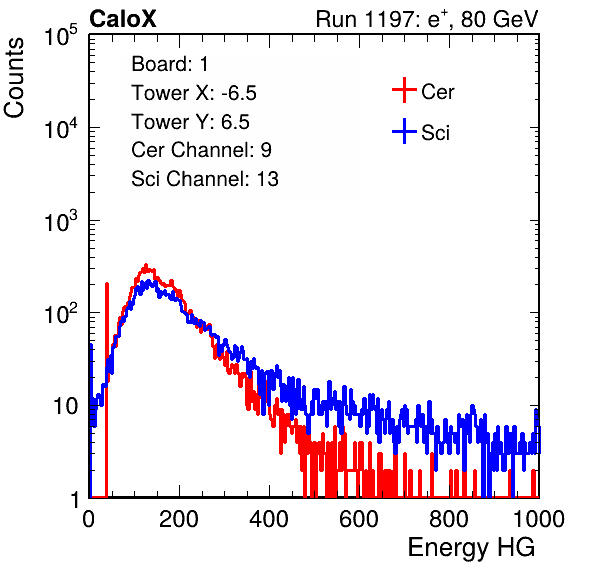 CaloX Run 1197: e⁺, 80 GeV
Counts
Board: 1
Tower X: -6.5
Tower Y: 6.5
Cer Channel: 9
Sci Channel: 13
Cer
Sci
10⁵
10⁴
10³
10²
10
1
0 200 400 600 800 1000
Energy HG